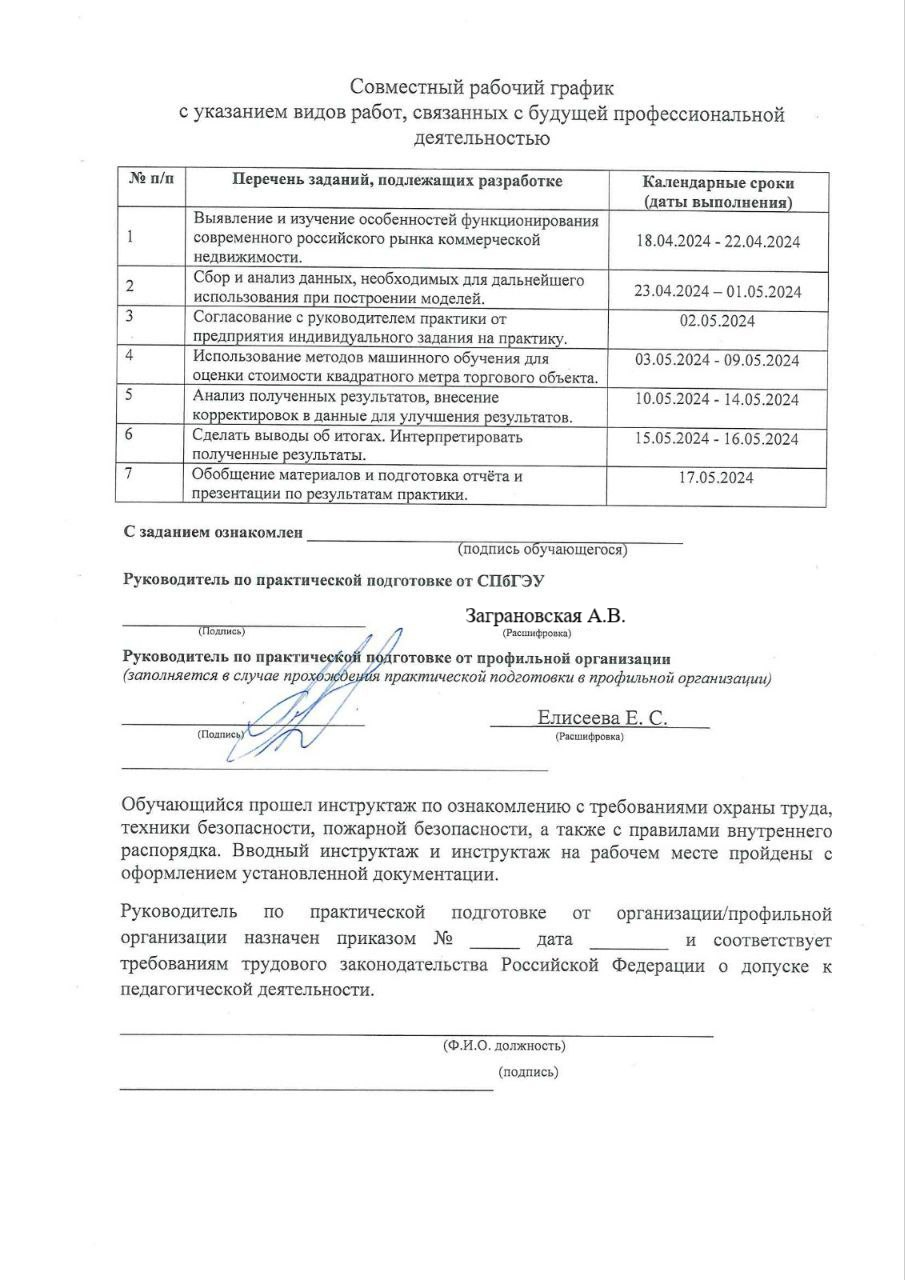 Совместный рабочий график
с указанием видов работ, связанных с будущей профессиональной
деятельностью
№ п/п Перечень заданий, подлежащих разработке Календарные сроки
(даты выполнения)
1 Выявление и изучение особенностей функционирования
современного российского рынка коммерческой
недвижимости. 18.04.2024 - 22.04.2024
2 Сбор и анализ данных, необходимых для дальнейшего
использования при построении моделей. 23.04.2024 – 01.05.2024
3 Согласование с руководителем практики от 02.05.2024
предприятия индивидуального задания на практику.
4 Использование методов машинного обучения для 03.05.2024 - 09.05.2024
оценки стоимости квадратного метра торгового объекта.
5 Анализ полученных результатов, внесение 10.05.2024 - 14.05.2024
корректировок в данные для улучшения результатов.
6 Сделать выводы об итогах. Интерпретировать 15.05.2024 - 16.05.2024
полученные результаты.
7 Обобщение материалов и подготовка отчёта и 17.05.2024
презентации по результатам практики.
С заданием ознакомлен
(подпись обучающегося)
Руководитель по практической подготовке от СПбГЭУ
Заграновская А.В.
(Подпись) (Расшифровка)
Руководитель по практической подготовке от профильной организации
(заполняется в случае прохождения практической подготовки в профильной организации)
Елисеева Е. С.
(Подпись) (Расшифровка)
Обучающийся прошел инструктаж по ознакомлению с требованиями охраны труда,
техники безопасности, пожарной безопасности, а также с правилами внутреннего
распорядка. Вводный инструктаж и инструктаж на рабочем месте пройдены с
оформлением установленной документации.
Руководитель по практической подготовке от организации/профильной
организации назначен приказом № _____ дата ________ и соответствует
требованиям трудового законодательства Российской Федерации о допуске к
педагогической деятельности.
(Ф.И.О. должность)
(подпись)